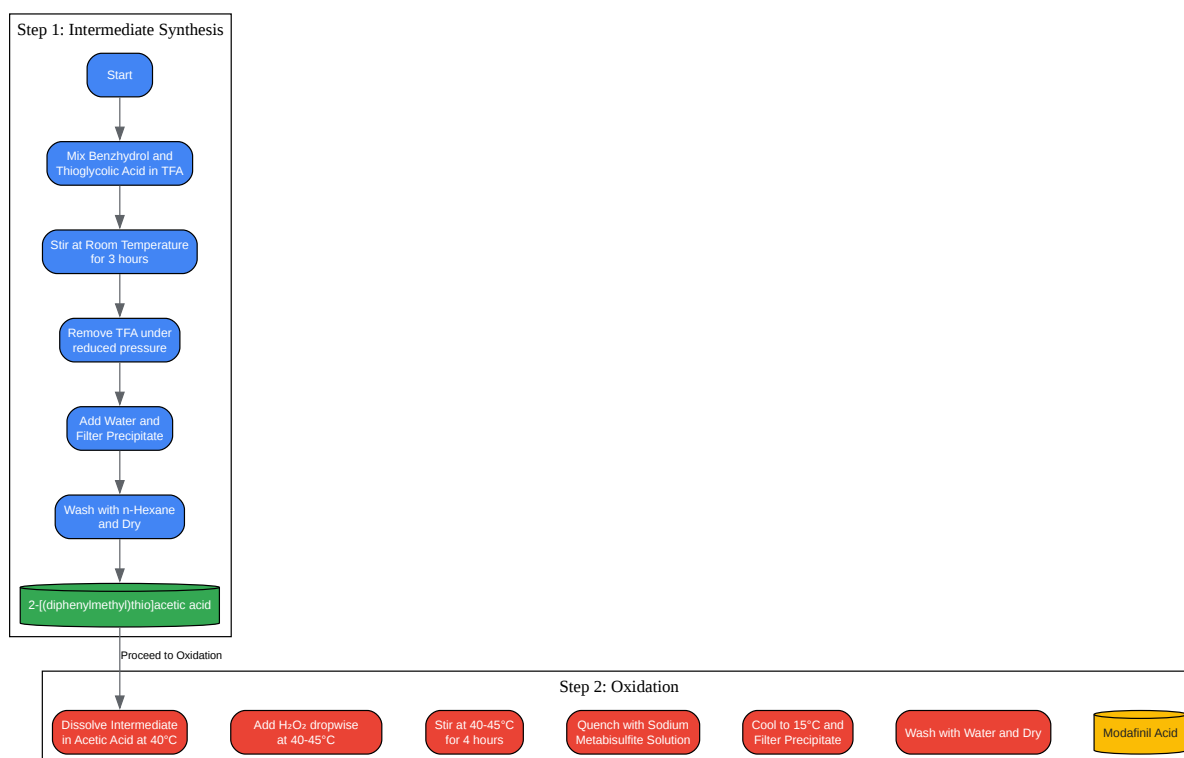 Step 1: Intermediate Synthesis
Start
Mix Benzhydrol and
Thioglycolic Acid in TFA
Stir at Room Temperature
for 3 hours
Remove TFA under
reduced pressure
Add Water and
Filter Precipitate
Wash with n-Hexane
and Dry
2-[(diphenylmethyl)thio]acetic acid
Proceed to Oxidation
Step 2: Oxidation
Dissolve Intermediate
in Acetic Acid at 40°C
Add H₂O₂ dropwise
at 40-45°C
Stir at 40-45°C
for 4 hours
Quench with Sodium
Metabisulfite Solution
Cool to 15°C and
Filter Precipitate
Wash with Water and Dry
Modafinil Acid